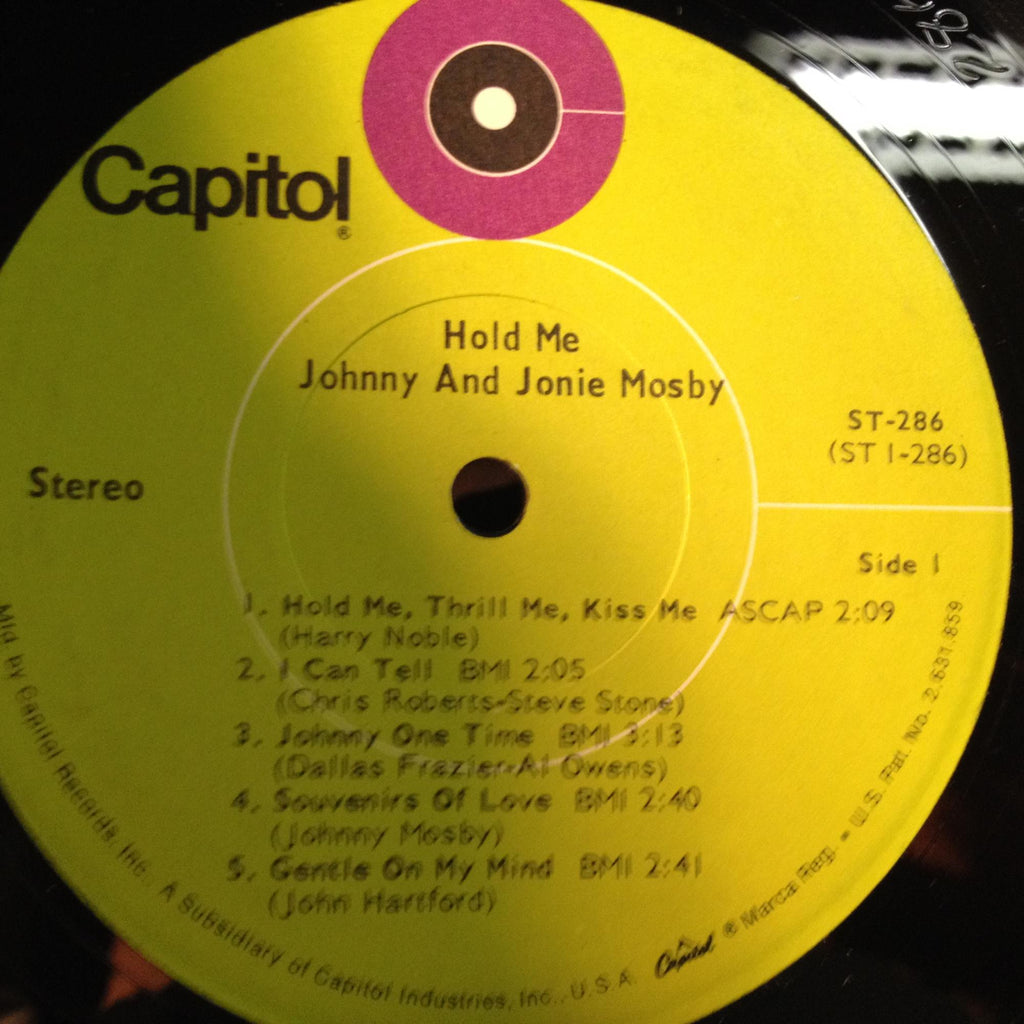 Capitol
®
Hold Me
Johnny And Jonie Mosby
ST-286
(ST 1-286)
Stereo
Side 1
1. Hold Me, Thrill Me, Kiss Me ASCAP 2:09
(Harry Noble)
2. I Can Tell BMI 2:05
(Chris Roberts-Steve Stone)
3. Johnny One Time BMI 3:13
(Dallas Frazier-Al Owens)
4. Souvenirs Of Love BMI 2:40
(Johnny Mosby)
5. Gentle On My Mind BMI 2:41
(John Hartford)
Mfd by Capitol Records, Inc., A Subsidiary of Capitol Industries, Inc., U.S.A. Capitol ® Marca Reg. • U.S. Pat. No. 2,631,859